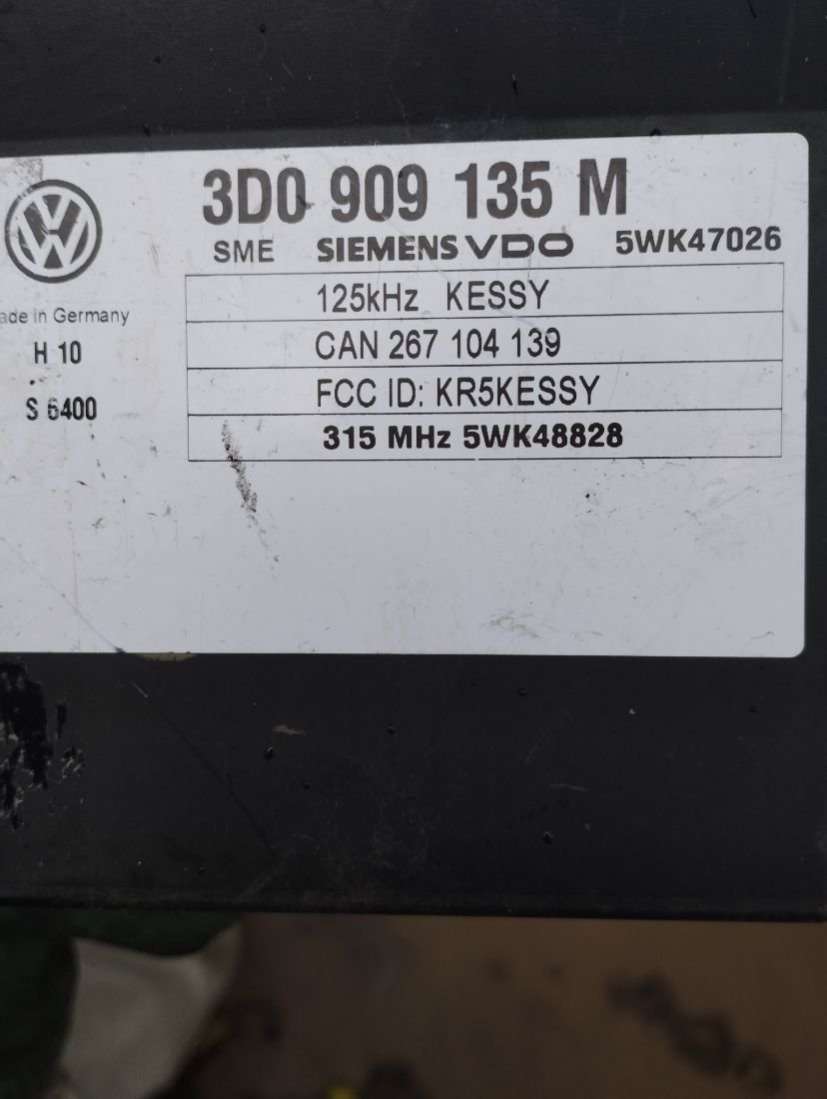 3D0 909 135 M
SME SIEMENS VDO 5WK47026
125kHz KESSY
ade in Germany
CAN 267 104 139
H 10
FCC ID: KR5KESSY
S 6400
315 MHz 5WK48828